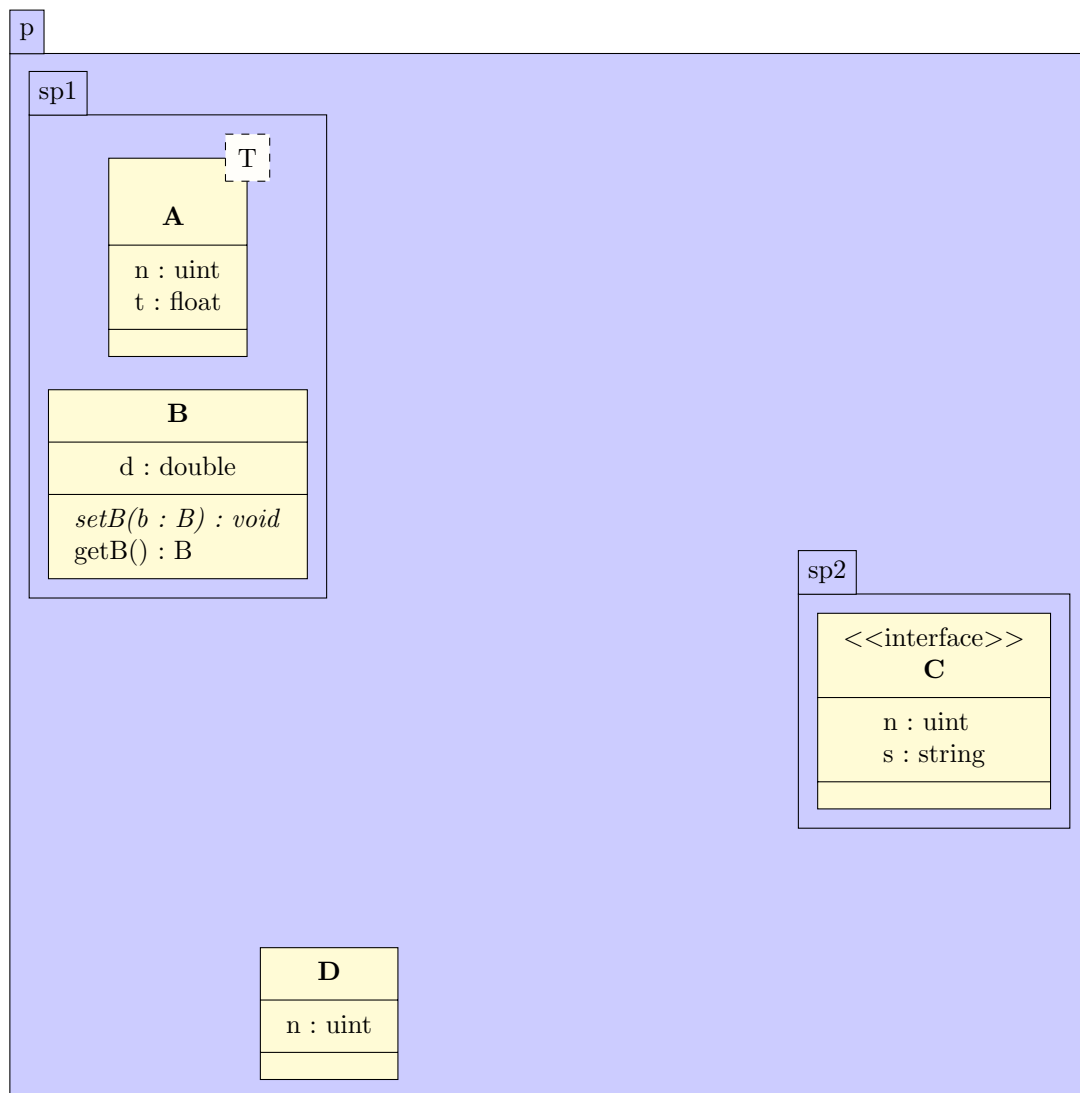 p
sp1
T
A
n : uint
t : float
B
d : double
setB(b : B) : void
getB() : B
sp2
<<interface>>
C
n : uint
s : string
D
n : uint